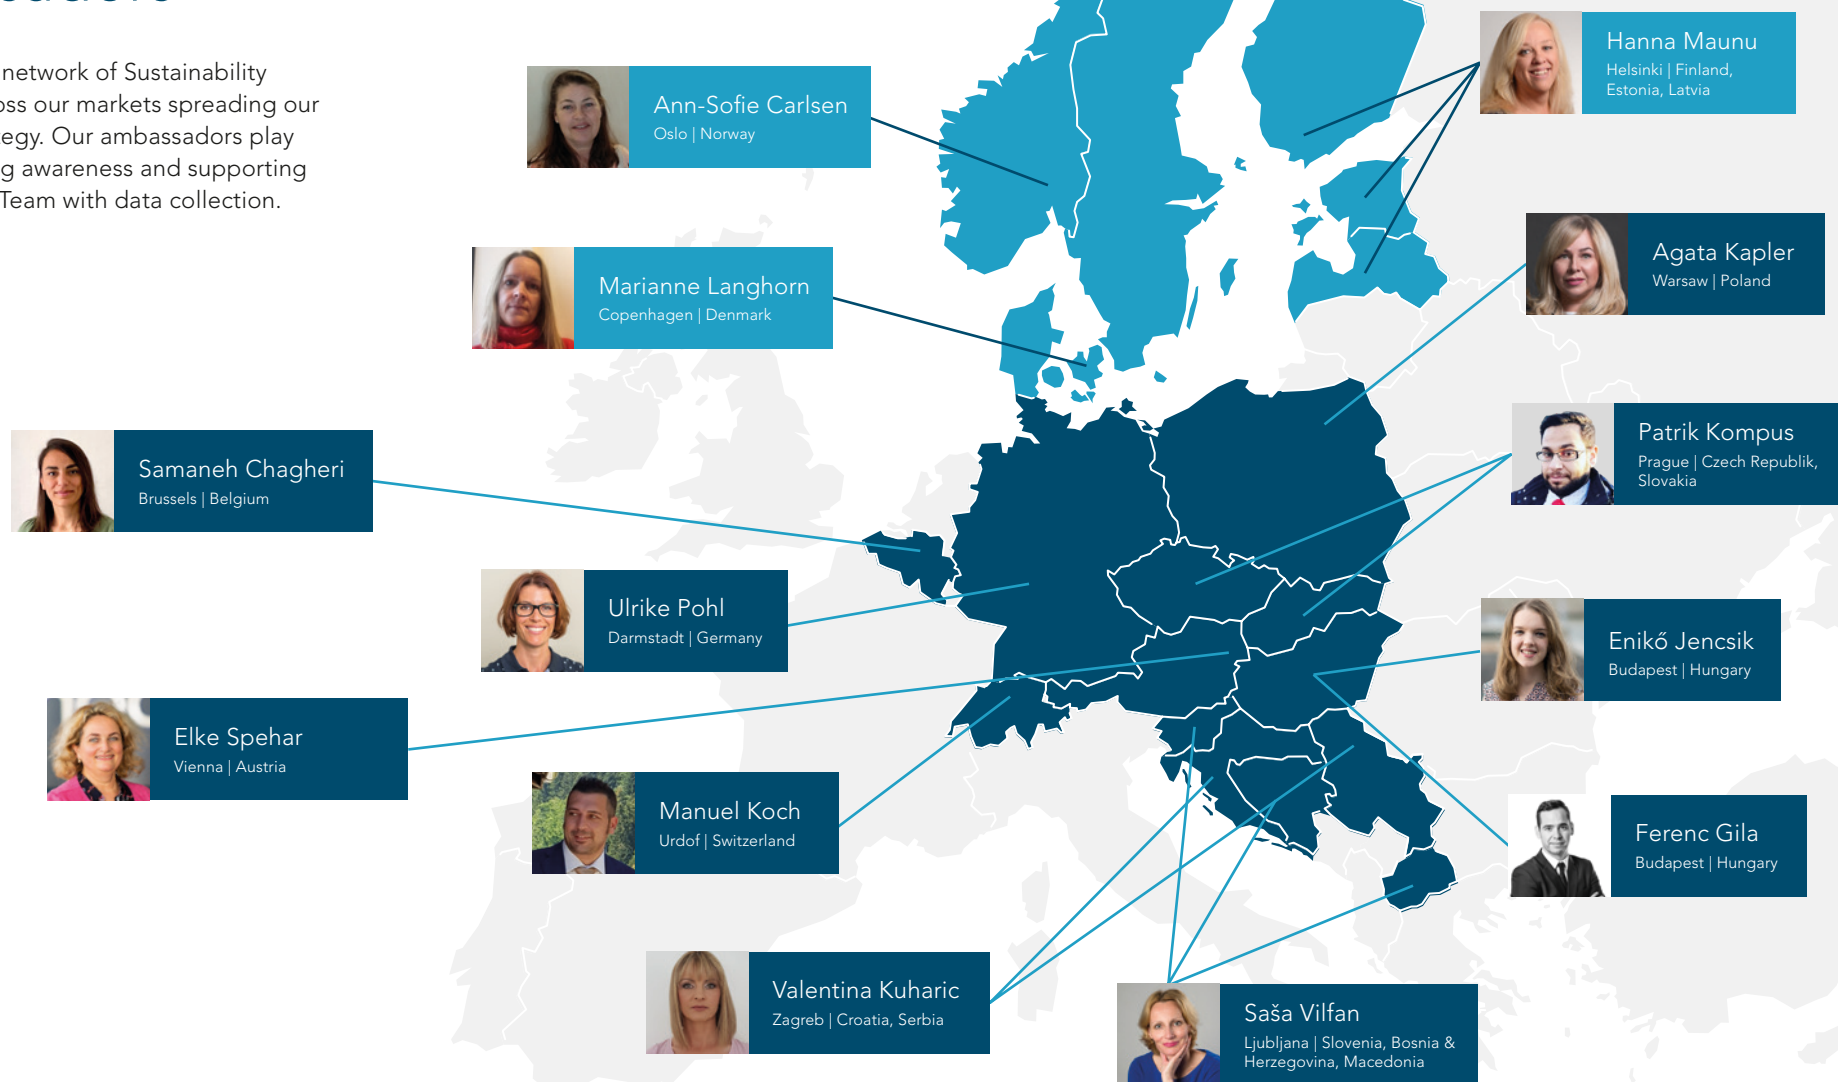 network of Sustainability
our markets spreading our
Our ambassadors play
awareness and supporting
Team with data collection.
Ann-Sofie Carlsen
Oslo | Norway
Hanna Maunu
Helsinki | Finland,
Estonia, Latvia
Marianne Langhorn
Copenhagen | Denmark
Agata Kapler
Warsaw | Poland
Samaneh Chagheri
Brussels | Belgium
Patrik Kompus
Prague | Czech Republik,
Slovakia
Ulrike Pohl
Darmstadt | Germany
Enikő Jencsik
Budapest | Hungary
Elke Spehar
Vienna | Austria
Manuel Koch
Urdof | Switzerland
Ferenc Gila
Budapest | Hungary
Valentina Kuharic
Zagreb | Croatia, Serbia
Saša Vilfan
Ljubljana | Slovenia, Bosnia &
Herzegovina, Macedonia